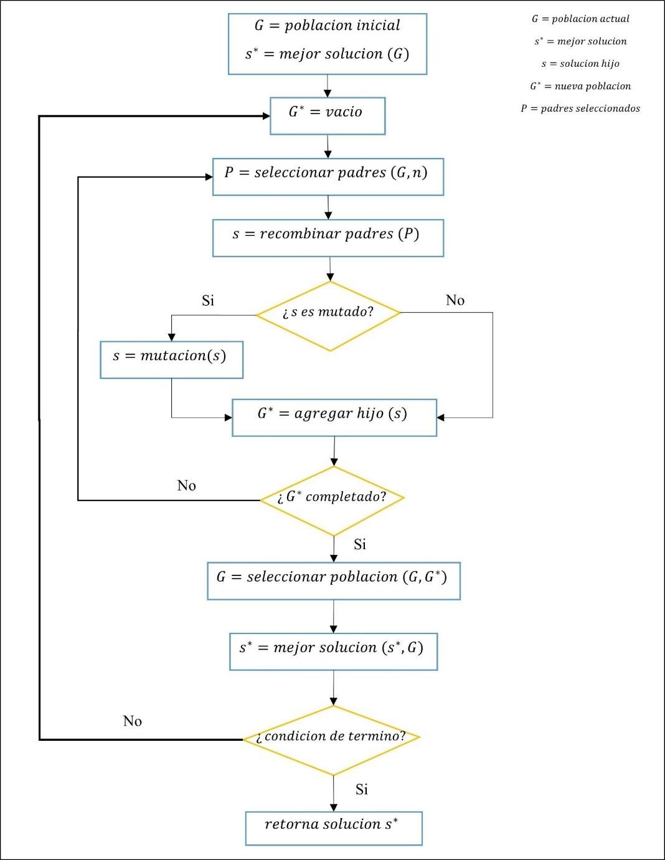 G = poblacion inicial
s* = mejor solucion (G)
G = poblacion actual
s* = mejor solucion
s = solucion hijo
G* = nueva poblacion
P = padres seleccionados
G* = vacio
P = seleccionar padres (G, n)
s = recombinar padres (P)
¿s es mutado?
Si
No
s = mutacion(s)
G* = agregar hijo (s)
¿G* completado?
No
Si
G = seleccionar poblacion (G, G*)
s* = mejor solucion (s*, G)
¿condicion de termino?
No
Si
retorna solucion s*